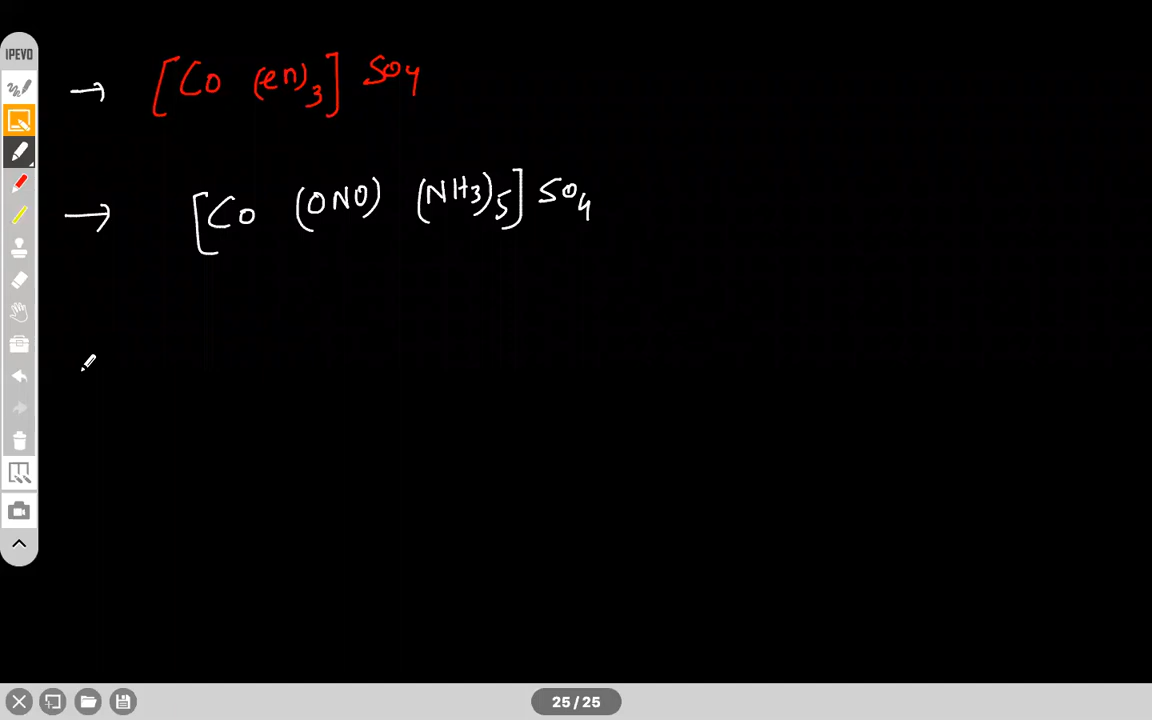 IPEVO
→ [Co (en)3] SO4
→ [Co (ONO) (NH3)5] SO4
25 / 25